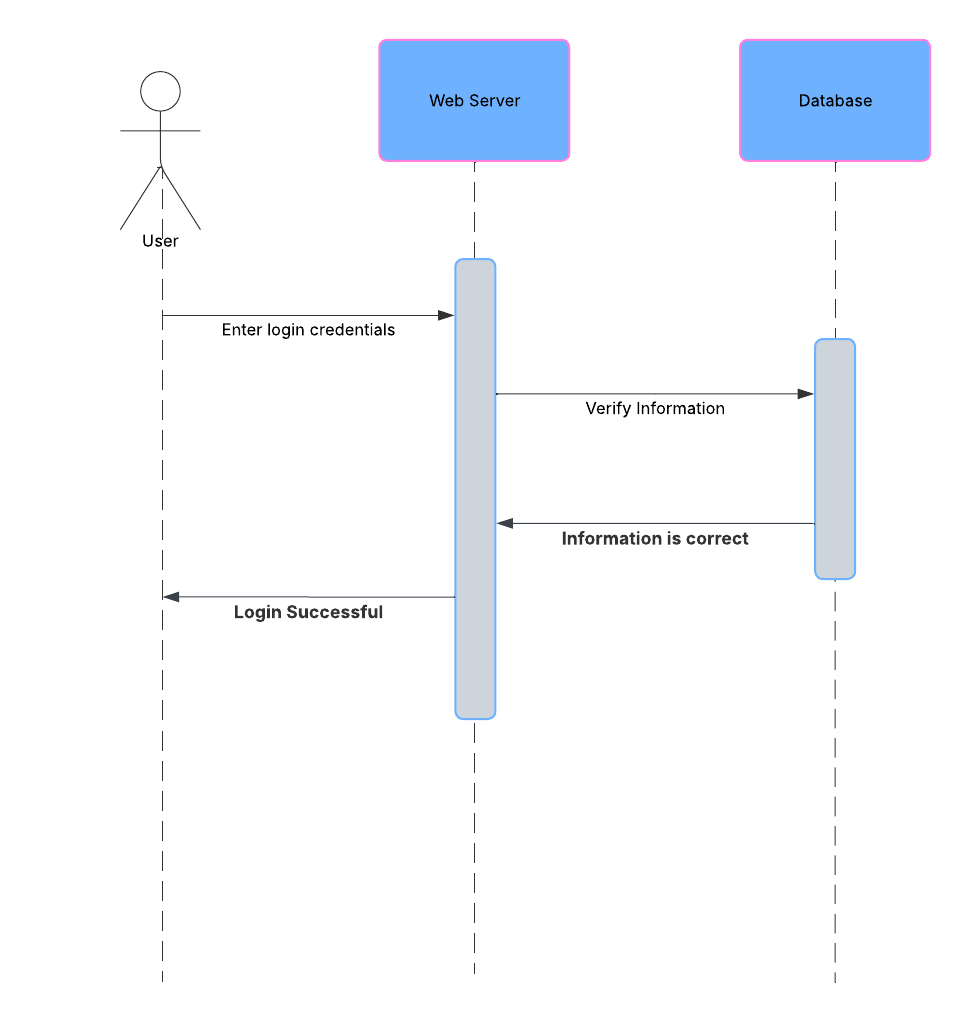 Web Server
Database
User
Enter login credentials
Verify Information
Information is correct
Login Successful